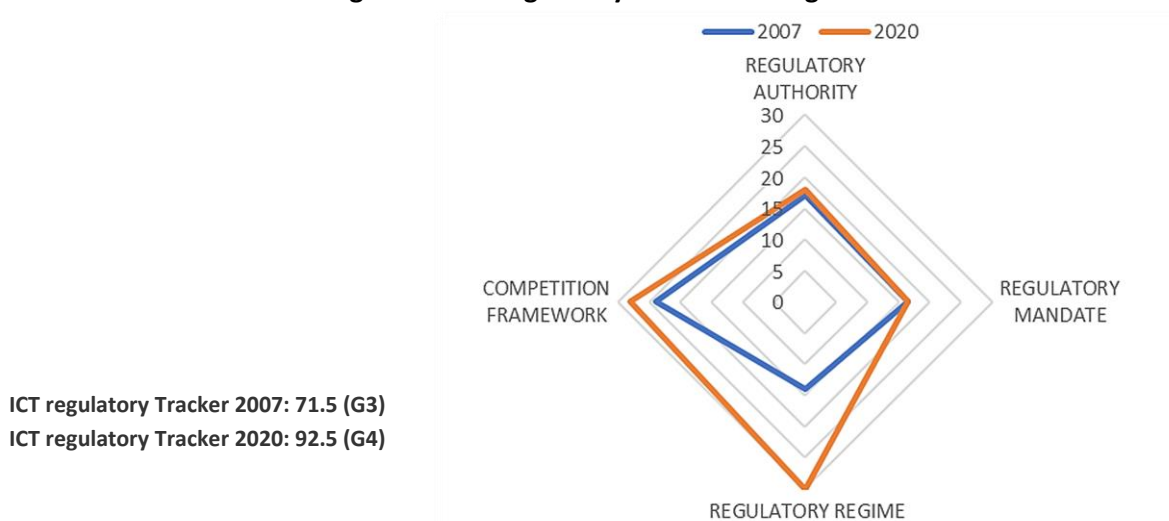 2007 2020
REGULATORY
AUTHORITY
30
25
20
15
10
5
0
COMPETITION
FRAMEWORK
REGULATORY
MANDATE
ICT regulatory Tracker 2007: 71.5 (G3)
ICT regulatory Tracker 2020: 92.5 (G4)
REGULATORY REGIME